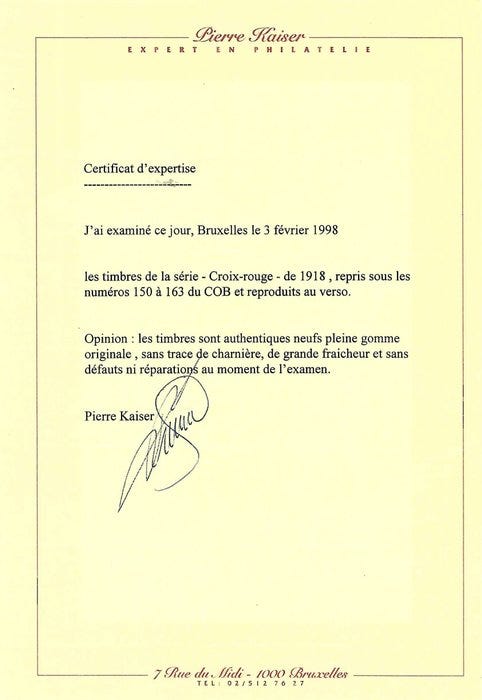 Pierre Kaiser
EXPERT EN PHILATELIE
Certificat d'expertise
--------------------------
J'ai examiné ce jour, Bruxelles le 3 février 1998
les timbres de la série - Croix-rouge - de 1918 , repris sous les
numéros 150 à 163 du COB et reproduits au verso.
Opinion : les timbres sont authentiques neufs pleine gomme
originale , sans trace de charnière, de grande fraicheur et sans
défauts ni réparations au moment de l'examen.
Pierre Kaiser
7 Rue du Midi - 1000 Bruxelles
TEL: 02/512 76 27